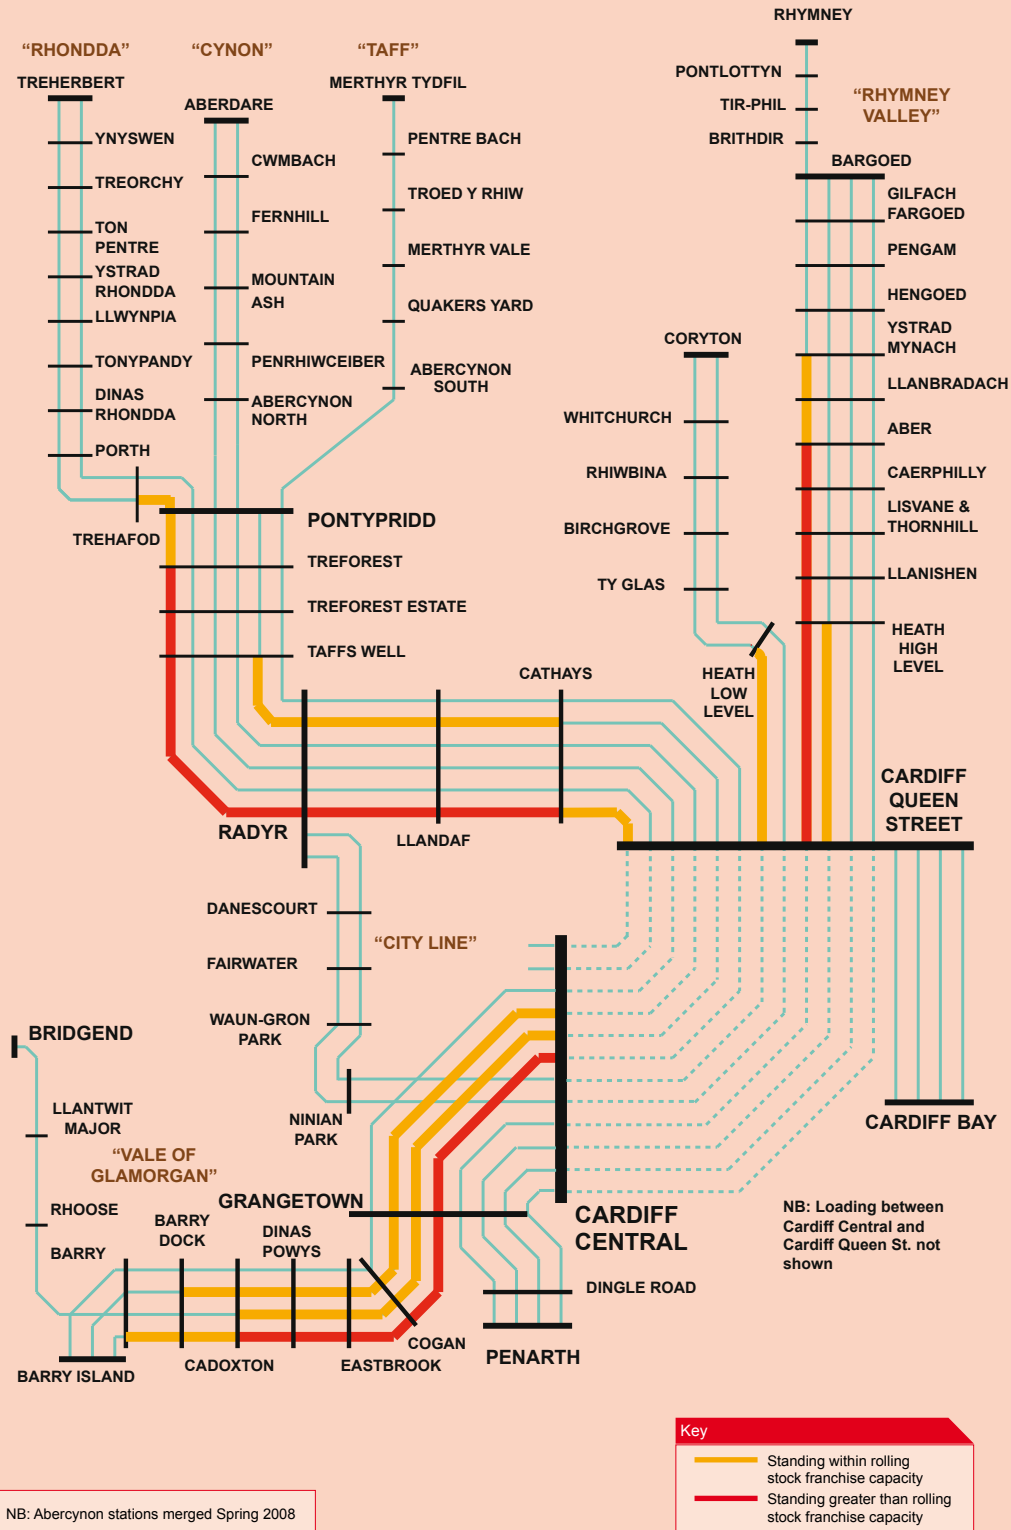 RHYMNEY
“RHONDDA”
“CYNON”
“TAFF”
TREHERBERT
MERTHYR TYDFIL
PONTLOTTYN
ABERDARE
TIR-PHIL
“RHYMNEY
VALLEY”
YNYSWEN
PENTRE BACH
BRITHDIR
CWMBACH
BARGOED
TREORCHY
TROED Y RHIW
GILFACH
FARGOED
FERNHILL
TON
PENTRE
MERTHYR VALE
PENGAM
YSTRAD
RHONDDA
MOUNTAIN
ASH
HENGOED
LLWYNPIA
QUAKERS YARD
YSTRAD
MYNACH
CORYTON
TONYPANDY
PENRHIWCEIBER
ABERCYNON
SOUTH
LLANBRADACH
DINAS
RHONDDA
ABERCYNON
NORTH
WHITCHURCH
ABER
PORTH
RHIWBINA
CAERPHILLY
TREHAFOD
PONTYPRIDD
BIRCHGROVE
LISVANE &
THORNHILL
TREFOREST
TY GLAS
LLANISHEN
TREFOREST ESTATE
TAFFS WELL
HEATH
HIGH
LEVEL
CATHAYS
HEATH
LOW
LEVEL
CARDIFF
QUEEN
STREET
RADYR
LLANDAF
DANESCOURT
“CITY LINE”
FAIRWATER
WAUN-GRON
PARK
BRIDGEND
NINIAN
PARK
CARDIFF BAY
LLANTWIT
MAJOR
“VALE OF
GLAMORGAN”
GRANGETOWN
RHOOSE
BARRY
DOCK
DINAS
POWYS
BARRY
CARDIFF
CENTRAL
NB: Loading between
Cardiff Central and
Cardiff Queen St. not
shown
DINGLE ROAD
COGAN
PENARTH
CADOXTON
EASTBROOK
BARRY ISLAND
Key
Standing within rolling
stock franchise capacity
Standing greater than rolling
stock franchise capacity
NB: Abercynon stations merged Spring 2008